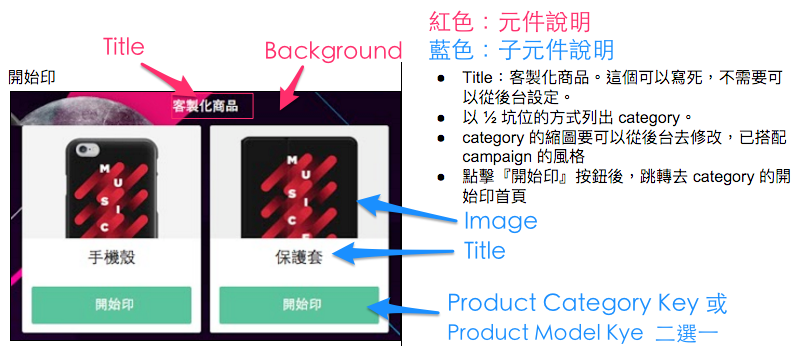 紅色：元件說明
藍色：子元件說明
Title
Background
開始印
客製化商品
M
U
S
I
C
M
U
S
I
C
手機殼
保護套
開始印
開始印
● Title：客製化商品。這個可以寫死，不需要可
以從後台設定。
● 以 ½ 坑位的方式列出 category。
● category 的縮圖要可以從後台去修改，已搭配
campaign 的風格
● 點擊『開始印』按鈕後，跳轉去 category 的開
始印首頁
Image
Title
Product Category Key 或
Product Model Kye 二選一